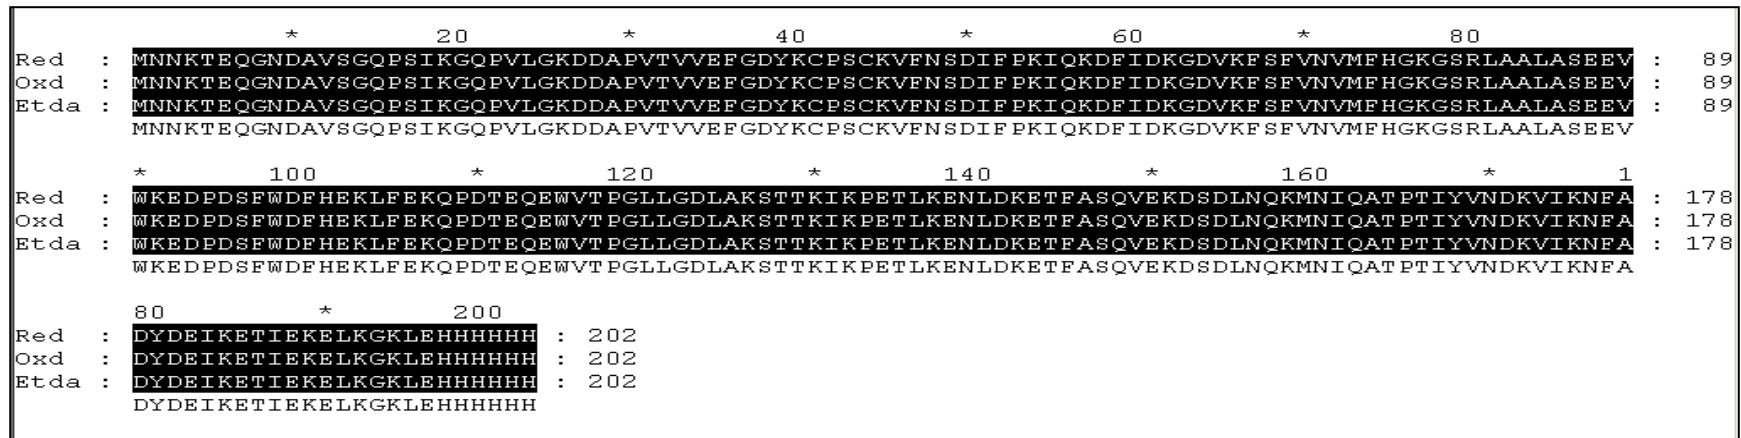 * 20 * 40 * 60 * 80
Red : MNNKTEQGNDAVSGQPSIKGQPVLGKDDAPVTVVEFGDYKCPSCKVFNSDIFPKIQKDFIDKGDVKFSFVNVMFHGKGSRLAALASEEV : 89
Oxd : MNNKTEQGNDAVSGQPSIKGQPVLGKDDAPVTVVEFGDYKCPSCKVFNSDIFPKIQKDFIDKGDVKFSFVNVMFHGKGSRLAALASEEV : 89
Etda : MNNKTEQGNDAVSGQPSIKGQPVLGKDDAPVTVVEFGDYKCPSCKVFNSDIFPKIQKDFIDKGDVKFSFVNVMFHGKGSRLAALASEEV : 89
MNNKTEQGNDAVSGQPSIKGQPVLGKDDAPVTVVEFGDYKCPSCKVFNSDIFPKIQKDFIDKGDVKFSFVNVMFHGKGSRLAALASEEV
* 100 * 120 * 140 * 160 * 1
Red : WKEDPDSFWDFHEKLFEKQPDTEQEWVTPGLLGDLAKSTTKIKPETLKENLDKETFASQVEKDSDLNQKMNIQATPTIYVNDKVIKNFA : 178
Oxd : WKEDPDSFWDFHEKLFEKQPDTEQEWVTPGLLGDLAKSTTKIKPETLKENLDKETFASQVEKDSDLNQKMNIQATPTIYVNDKVIKNFA : 178
Etda : WKEDPDSFWDFHEKLFEKQPDTEQEWVTPGLLGDLAKSTTKIKPETLKENLDKETFASQVEKDSDLNQKMNIQATPTIYVNDKVIKNFA : 178
WKEDPDSFWDFHEKLFEKQPDTEQEWVTPGLLGDLAKSTTKIKPETLKENLDKETFASQVEKDSDLNQKMNIQATPTIYVNDKVIKNFA
80 * 200
Red : DYDEIKETIEKELKGKLEHHHHHH : 202
Oxd : DYDEIKETIEKELKGKLEHHHHHH : 202
Etda : DYDEIKETIEKELKGKLEHHHHHH : 202
DYDEIKETIEKELKGKLEHHHHHH